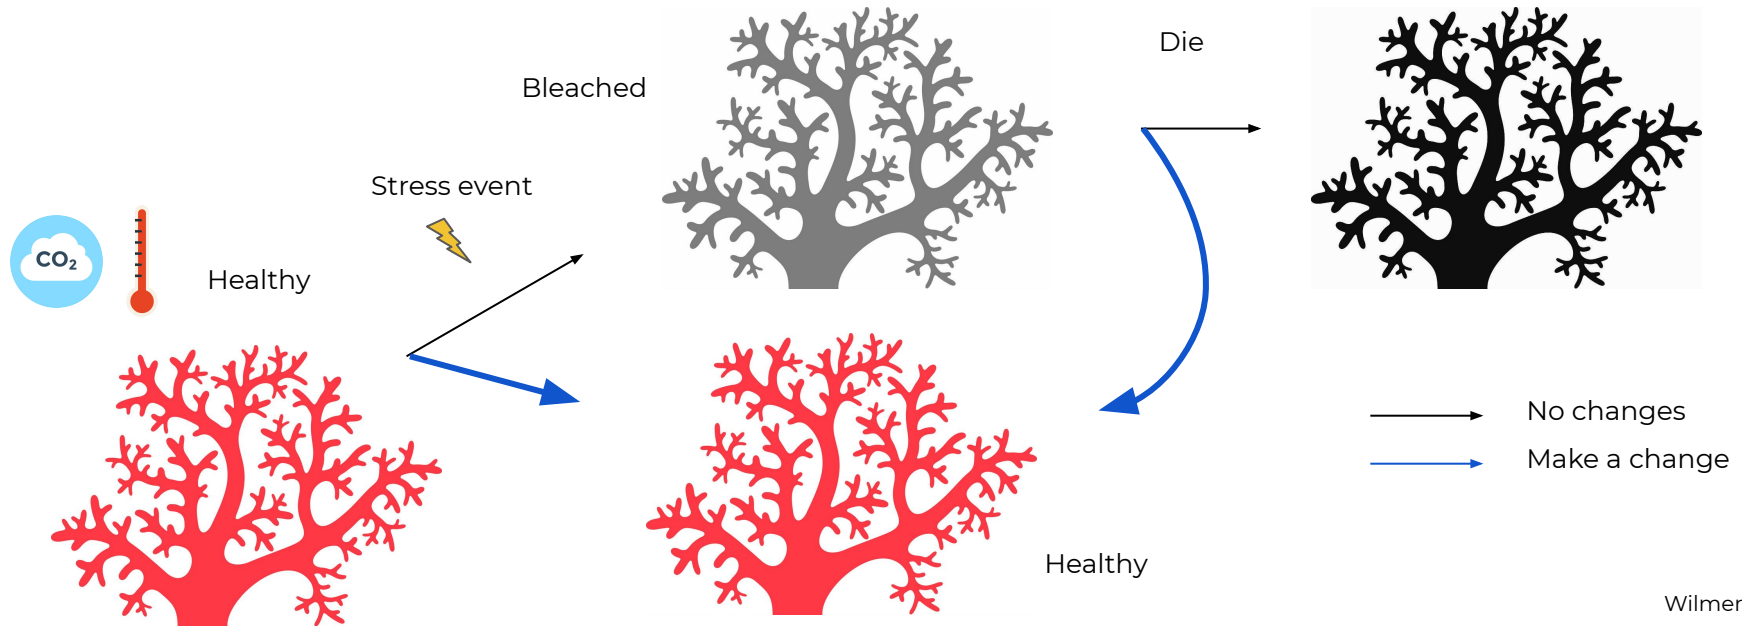 Die
Bleached
Stress event
CO₂
Healthy
No changes
Make a change
Healthy
Wilmer